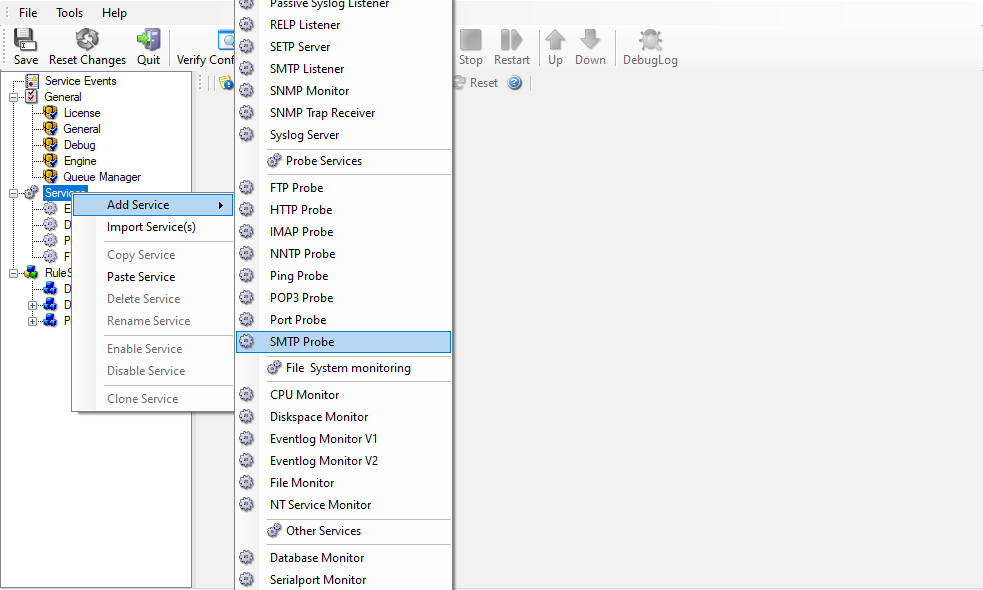 File Tools Help
Save Reset Changes Quit Verify Conf Stop Restart Up Down DebugLog
Reset
Service Events
General
License
General
Debug
Engine
Queue Manager
Services
E
D
P
F
RuleS
D
D
P
Add Service
Import Service(s)
Copy Service
Paste Service
Delete Service
Rename Service
Enable Service
Disable Service
Clone Service
Passive Syslog Listener
RELP Listener
SETP Server
SMTP Listener
SNMP Monitor
SNMP Trap Receiver
Syslog Server
Probe Services
FTP Probe
HTTP Probe
IMAP Probe
NNTP Probe
Ping Probe
POP3 Probe
Port Probe
SMTP Probe
File System monitoring
CPU Monitor
Diskspace Monitor
Eventlog Monitor V1
Eventlog Monitor V2
File Monitor
NT Service Monitor
Other Services
Database Monitor
Serialport Monitor